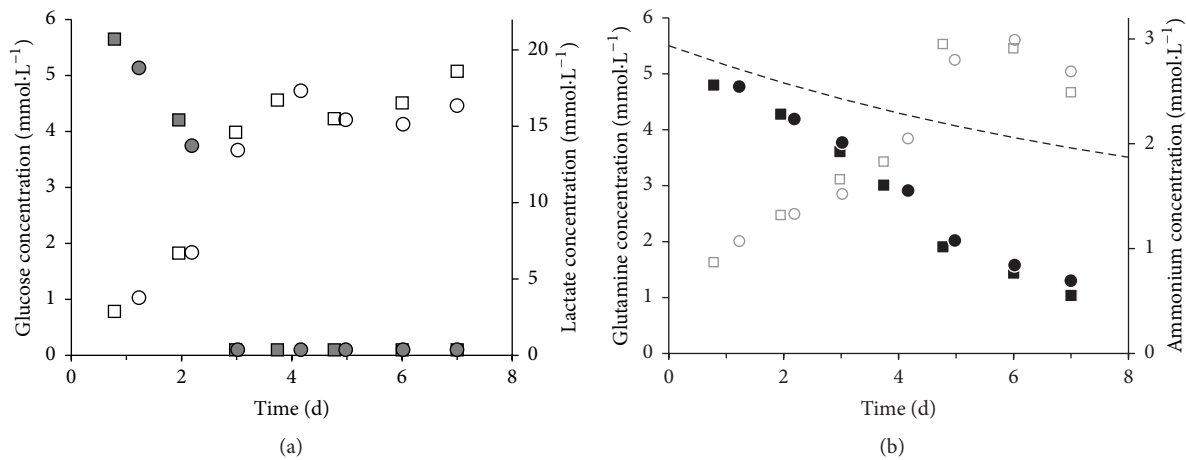 6
5
4
3
2
1
0
Glucose concentration (mmol·L⁻¹)
20
15
10
5
0
Lactate concentration (mmol·L⁻¹)
0 2 4 6 8
Time (d)
(a)
6
5
4
3
2
1
0
Glutamine concentration (mmol·L⁻¹)
3
2
1
0
Ammonium concentration (mmol·L⁻¹)
0 2 4 6 8
Time (d)
(b)